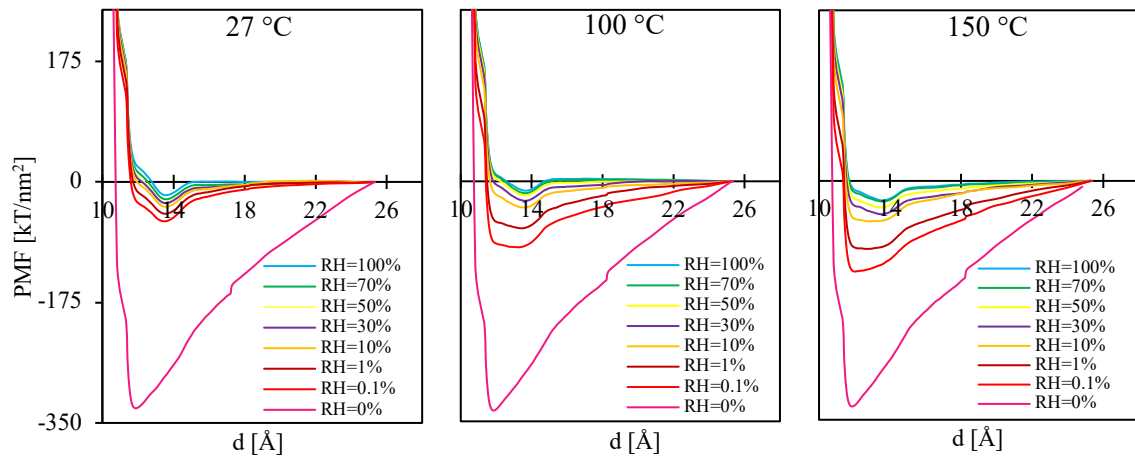 27 °C
100 °C
150 °C
PMF [kT/nm²]
175
0
-175
-350
10 14 18 22 26
10 14 18 22 26
10 14 18 22 26
RH=100%
RH=70%
RH=50%
RH=30%
RH=10%
RH=1%
RH=0.1%
RH=0%
RH=100%
RH=70%
RH=50%
RH=30%
RH=10%
RH=1%
RH=0.1%
RH=0%
RH=100%
RH=70%
RH=50%
RH=30%
RH=10%
RH=1%
RH=0.1%
RH=0%
d [Å]
d [Å]
d [Å]